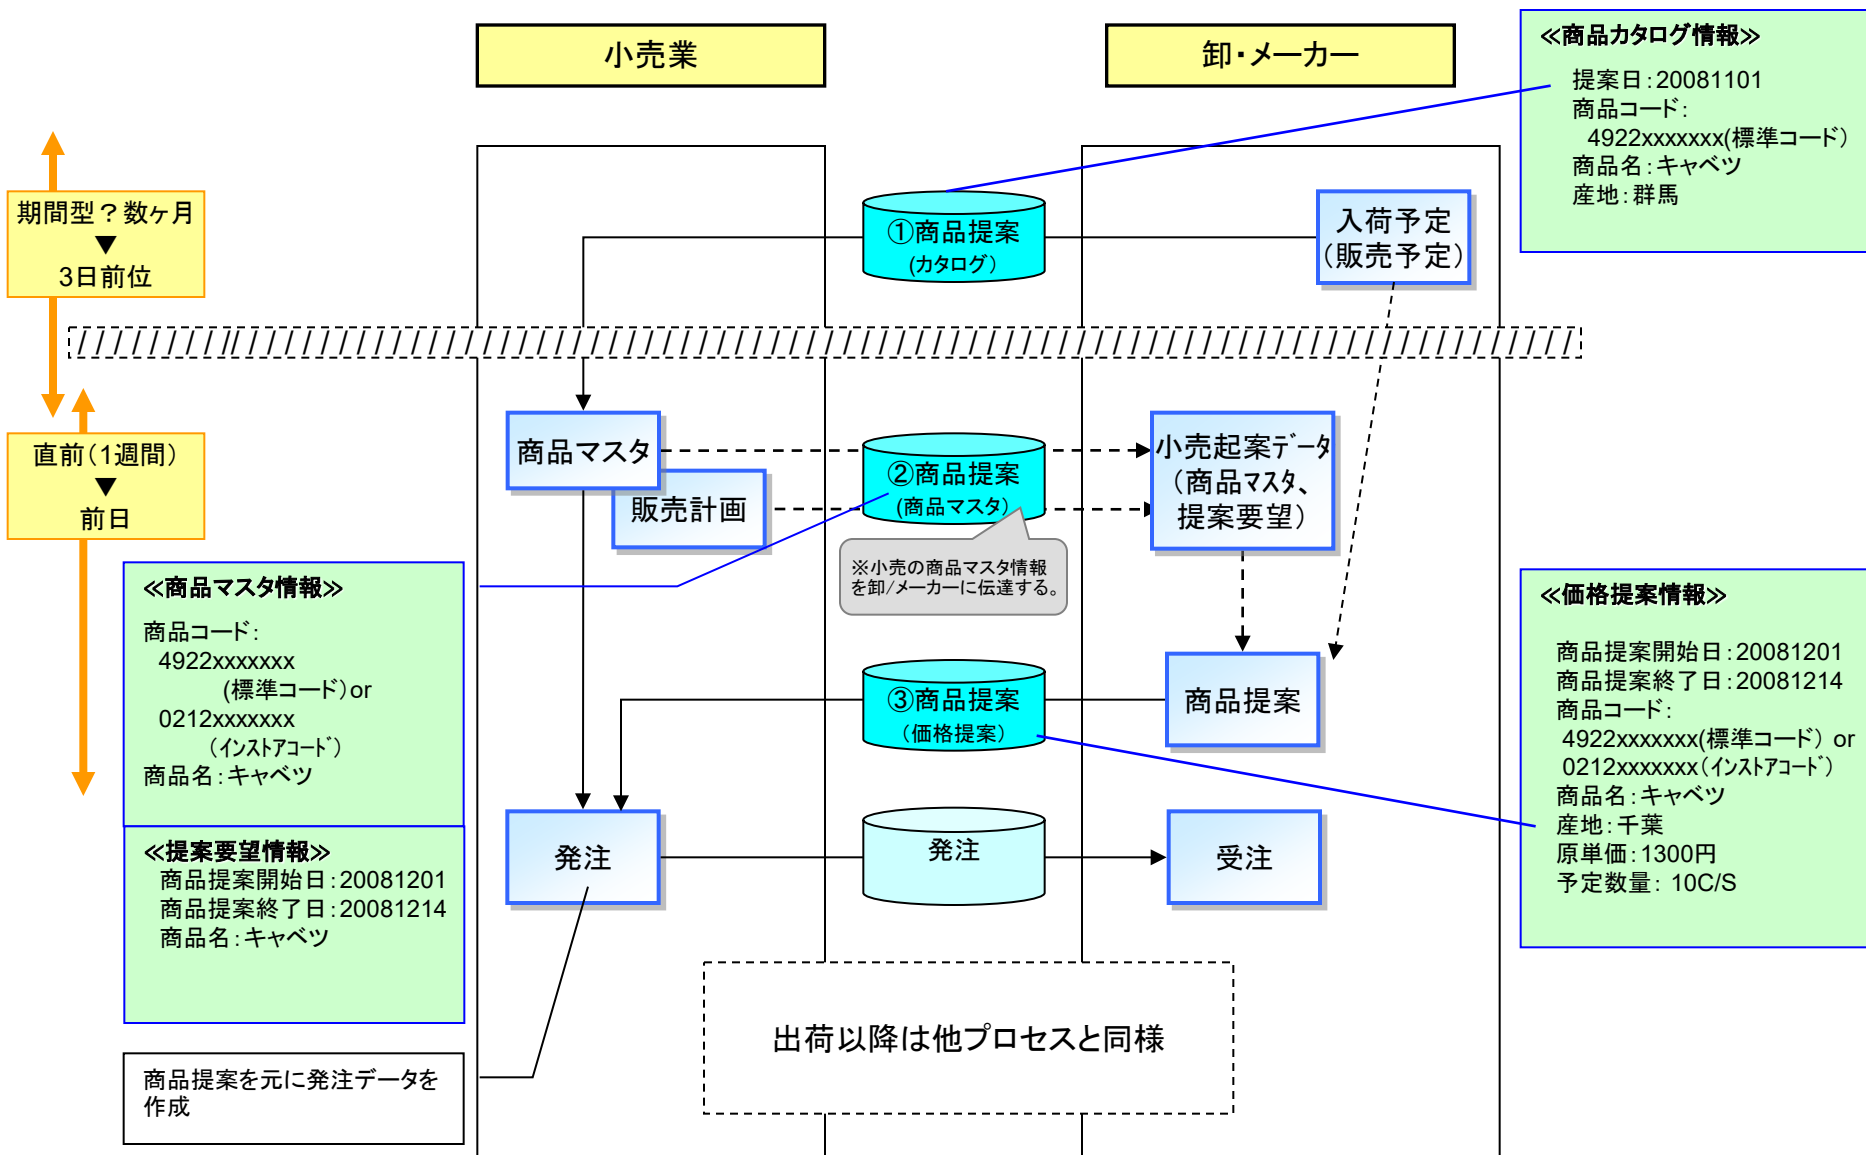 小売業
卸・メーカー
≪商品カタログ情報≫
提案日：20081101
商品コード：
4922xxxxxxx(標準コード）
商品名：キャベツ
産地：群馬
期間型？数ヶ月
▼
3日前位
①商品提案
(カタログ）
入荷予定
（販売予定）
直前（1週間）
▼
前日
商品マスタ
販売計画
②商品提案
(商品マスタ）
小売起案ﾃﾞｰﾀ
（商品ﾏｽﾀ、
提案要望）
※小売の商品マスタ情報
を卸/メーカーに伝達する。
≪商品マスタ情報≫
商品コード：
4922xxxxxxx
(標準コード）or
0212xxxxxxx
（ｲﾝｽﾄｱｺｰﾄﾞ）
商品名：キャベツ
≪提案要望情報≫
商品提案開始日：20081201
商品提案終了日：20081214
商品名：キャベツ
③商品提案
（価格提案）
商品提案
≪価格提案情報≫
商品提案開始日：20081201
商品提案終了日：20081214
商品コード：
4922xxxxxxx(標準コード） or
0212xxxxxxx（ｲﾝｽﾄｱｺｰﾄﾞ）
商品名：キャベツ
産地：千葉
原単価：1300円
予定数量： 10C/S
発注
発注
受注
出荷以降は他プロセスと同様
商品提案を元に発注データを
作成